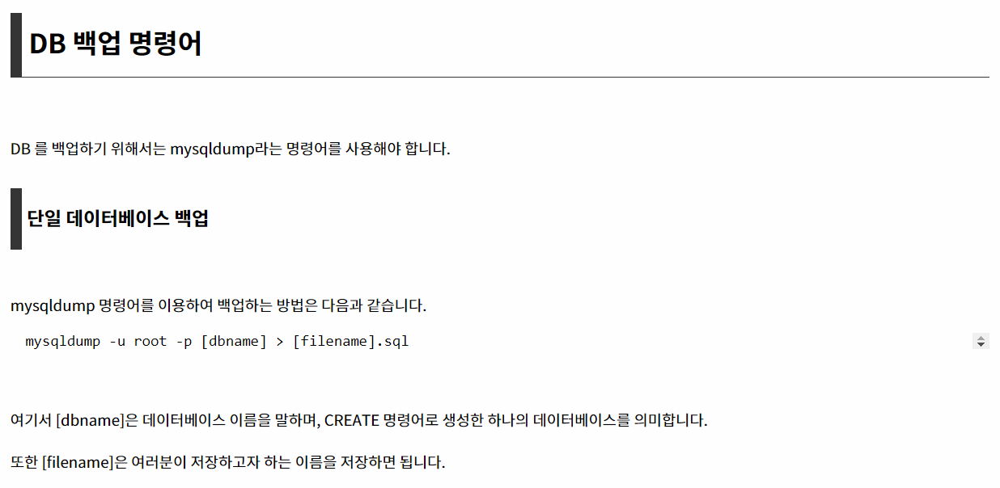 DB 백업 명령어
DB 를 백업하기 위해서는 mysqldump라는 명령어를 사용해야 합니다.
단일 데이터베이스 백업
mysqldump 명령어를 이용하여 백업하는 방법은 다음과 같습니다.
mysqldump -u root -p [dbname] > [filename].sql
여기서 [dbname]은 데이터베이스 이름을 말하며, CREATE 명령어로 생성한 하나의 데이터베이스를 의미합니다.
또한 [filename]은 여러분이 저장하고자 하는 이름을 저장하면 됩니다.